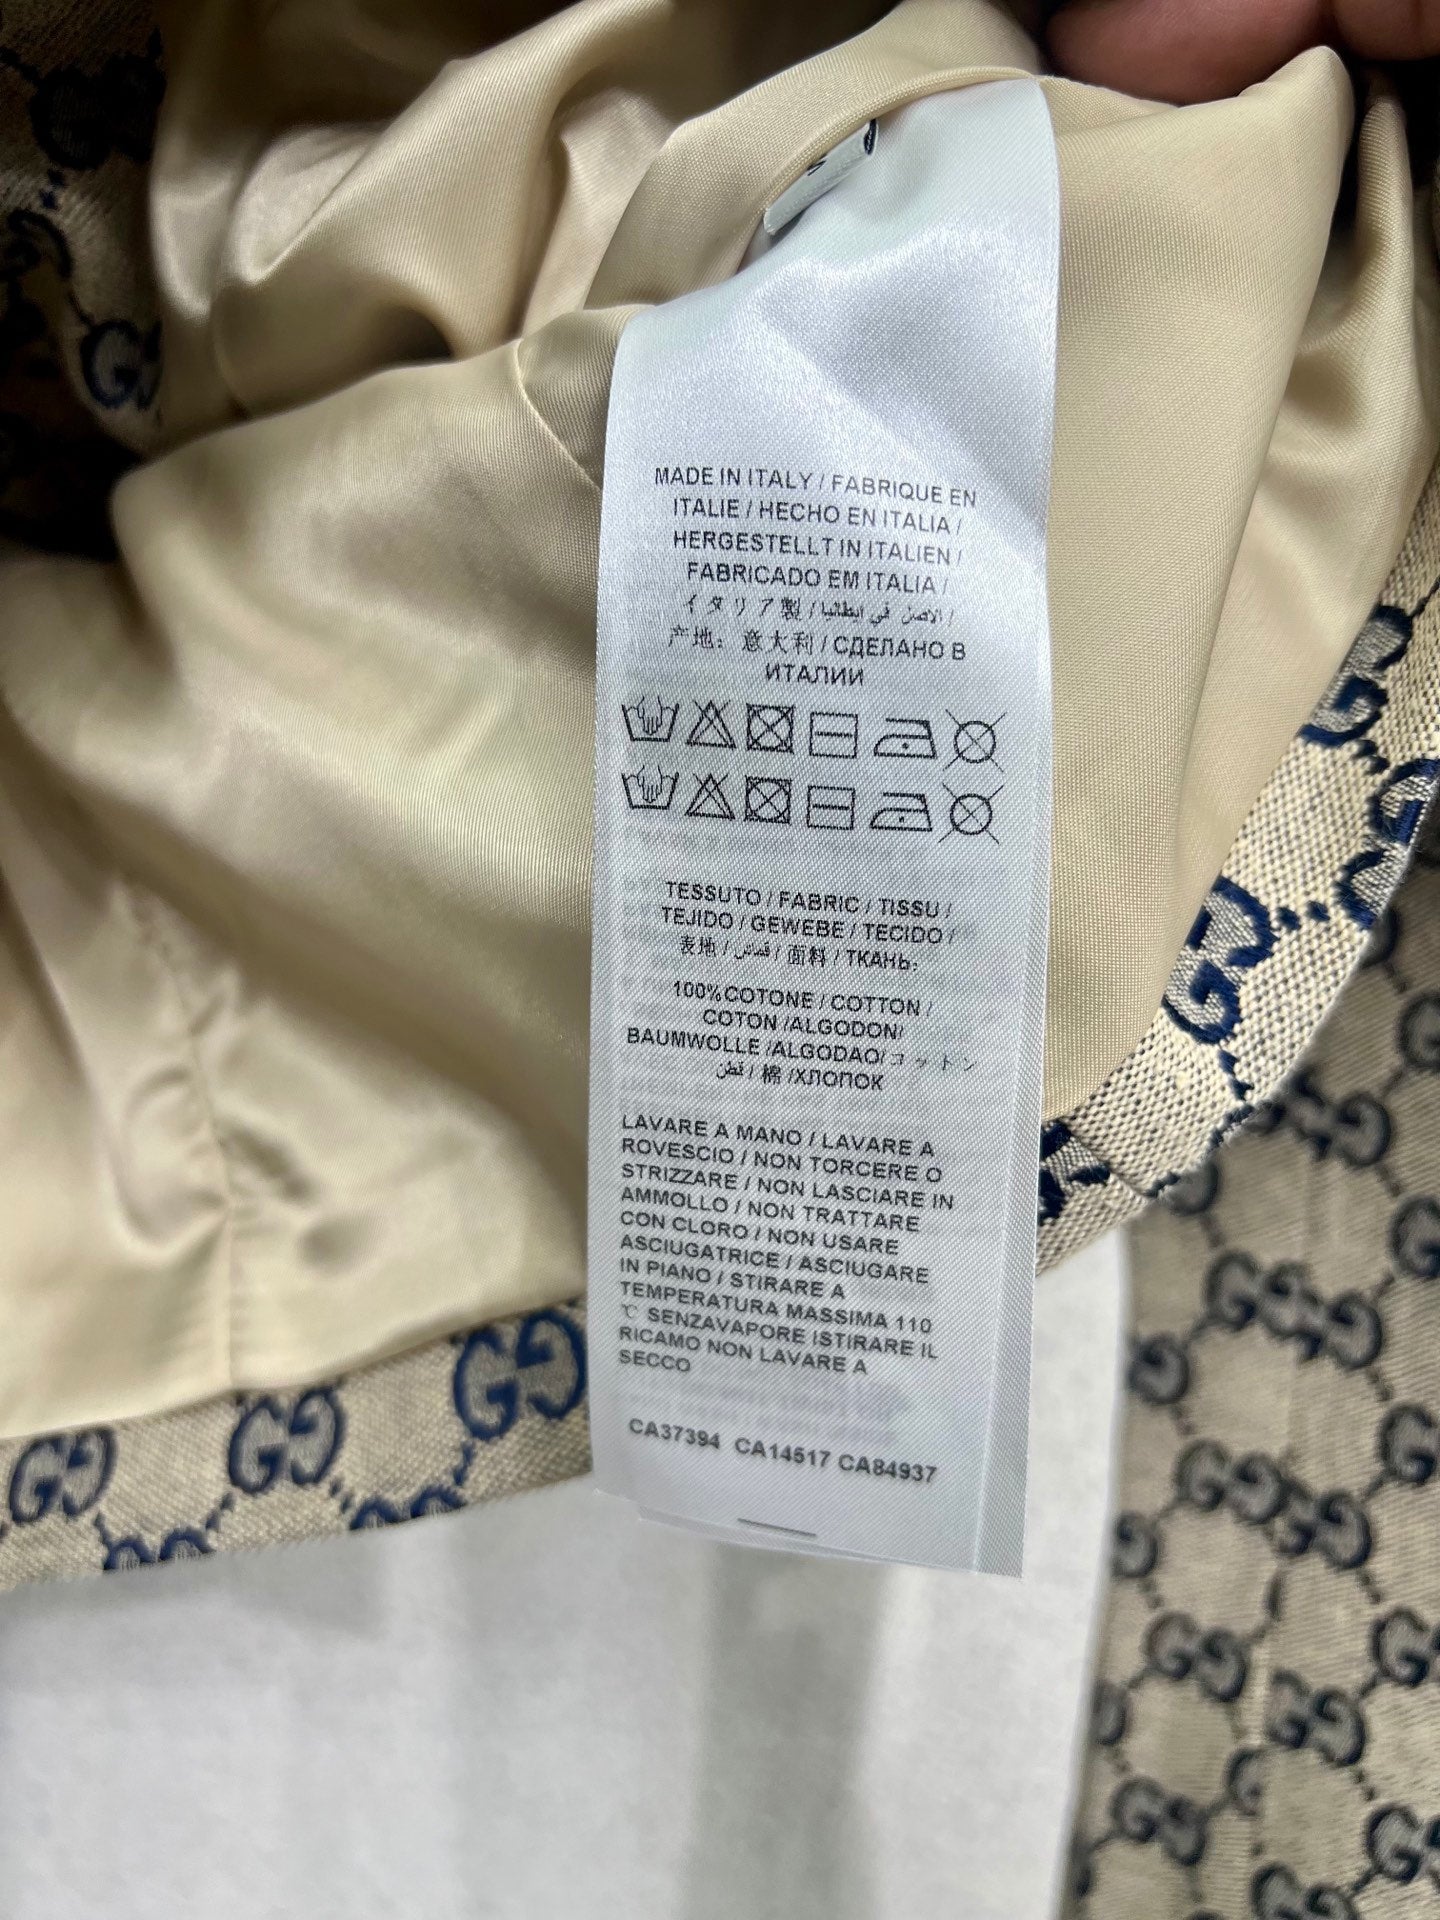 S
MADE IN ITALY / FABRIQUE EN
ITALIE / HECHO EN ITALIA /
HERGESTELLT IN ITALIEN /
FABRICADO EM ITALIA /
イタリア製 / في إيطاليا /
产地：意大利 / СДЕЛАНО В
ИТАЛИИ
TESSUTO / FABRIC / TISSU /
TEJIDO / GEWEBE / TECIDO /
表地 / قماش / 面料 / ТКАНЬ:
100%COTONE / COTTON /
COTON /ALGODON/
BAUMWOLLE /ALGODAO/ コットン
قطن / 棉 /ХЛОПОК
LAVARE A MANO / LAVARE A
ROVESCIO / NON TORCERE O
STRIZZARE / NON LASCIARE IN
AMMOLLO / NON TRATTARE
CON CLORO / NON USARE
ASCIUGATRICE / ASCIUGARE
IN PIANO / STIRARE A
TEMPERATURA MASSIMA 110
℃ SENZAVAPORE ISTIRARE IL
RICAMO NON LAVARE A
SECCO
CA37394 CA14517 CA84937